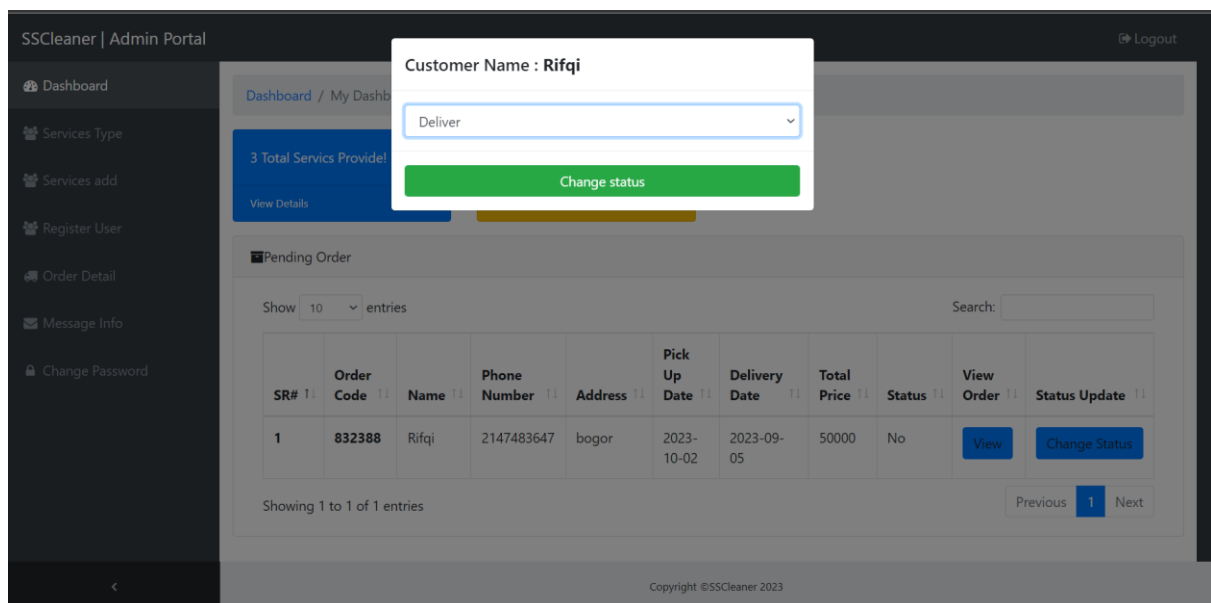 SSCleaner | Admin Portal
Logout
Customer Name : Rifqi
Deliver
Change status
Dashboard
Services Type
Services add
Register User
Order Detail
Message Info
Change Password
Dashboard / My Dashb
3 Total Servics Provide!
View Details
Pending Order
Show 10 entries
Search:
SR# Order Code Name Phone Number Address Pick Up Date Delivery Date Total Price Status View Order Status Update
1 832388 Rifqi 2147483647 bogor 2023-10-02 2023-09-05 50000 No View Change Status
Showing 1 to 1 of 1 entries
Previous 1 Next
Copyright ©SSCleaner 2023